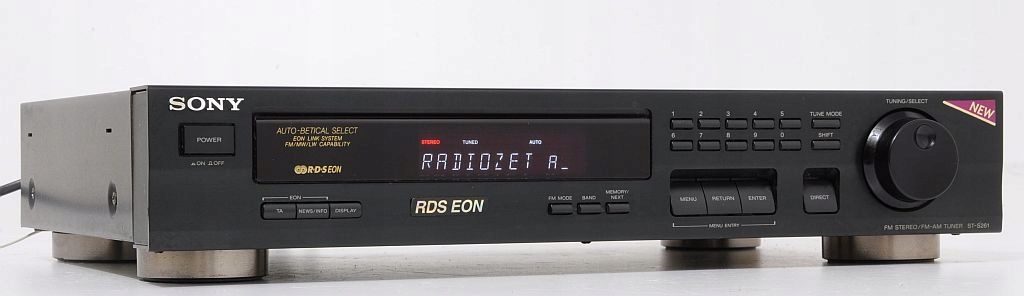 SONY
POWER
ON OFF
AUTO-BETICAL SELECT
EON LINK SYSTEM
FM/MW/LW CAPABILITY
R·D·S EON
STEREO TUNED AUTO
RADIOZET A_
EON
TA NEWS/INFO DISPLAY
RDS EON
FM MODE BAND MEMORY/
NEXT
1 2 3 4 5 TUNE MODE
6 7 8 9 0 SHIFT
MENU RETURN ENTER
MENU ENTRY
DIRECT
TUNING/SELECT
NEW
FM STEREO/FM-AM TUNER ST-S261